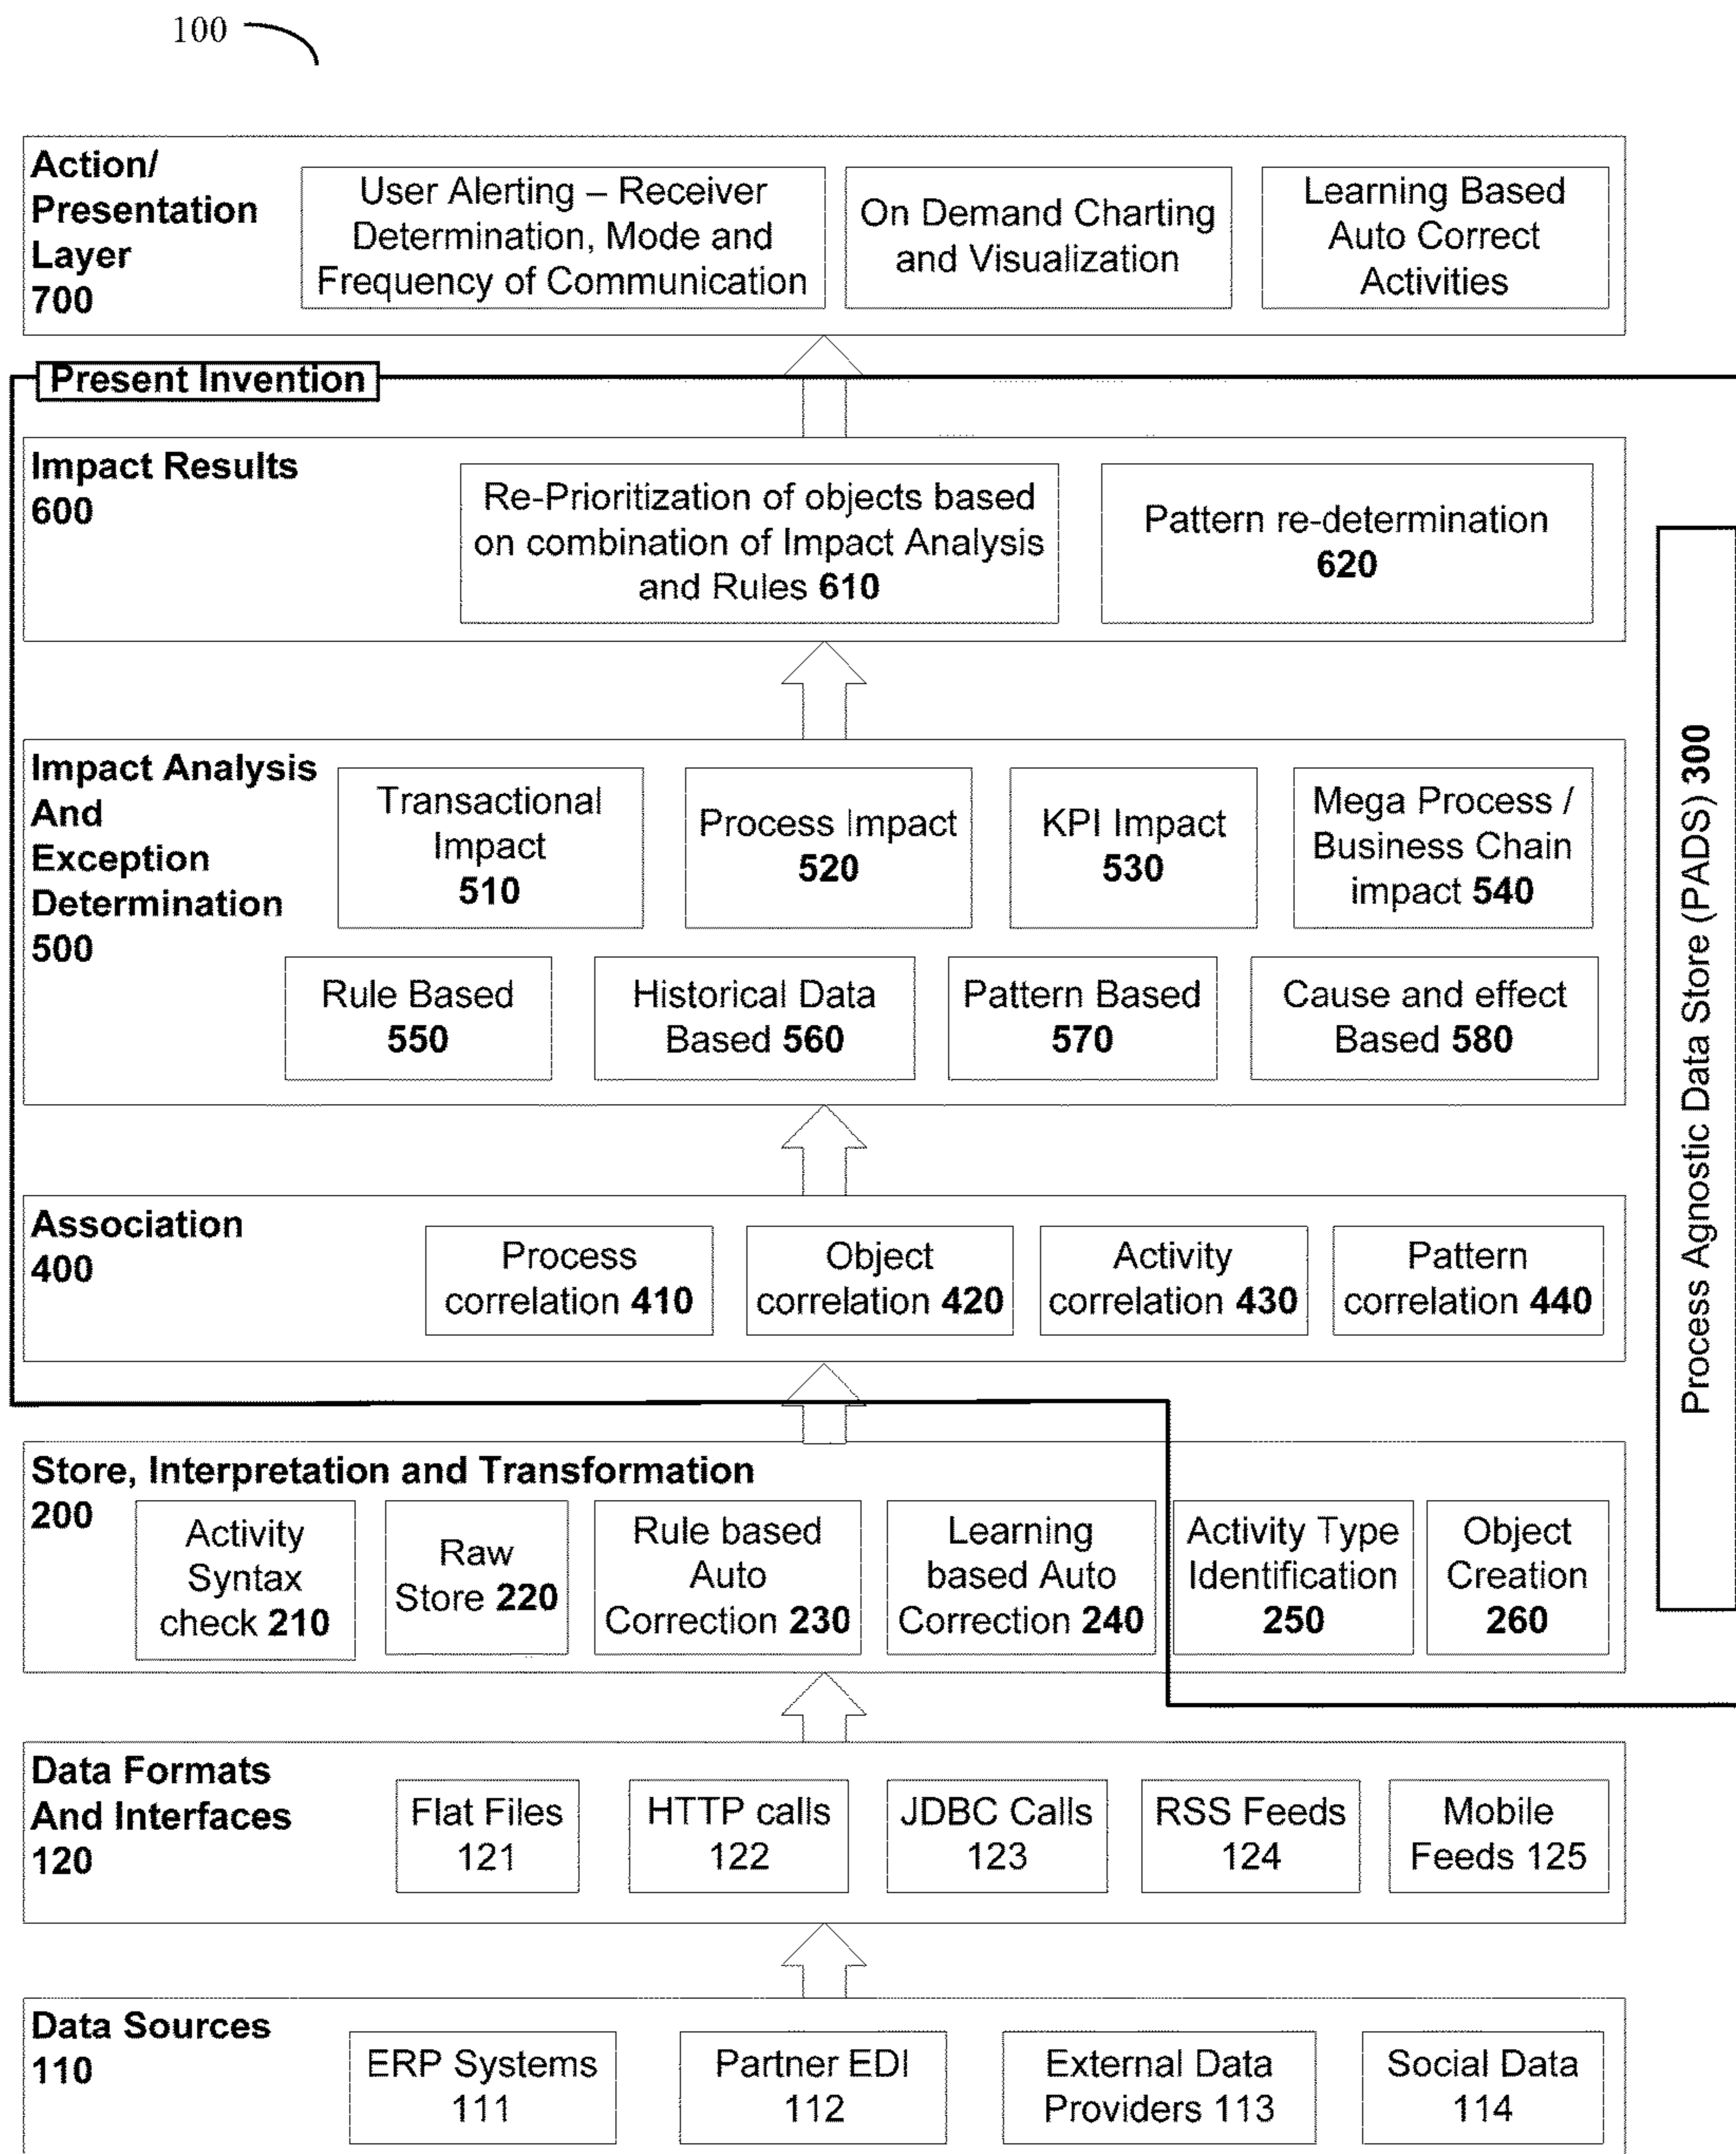 100
Action/
Presentation
Layer
700
User Alerting – Receiver
Determination, Mode and
Frequency of Communication
On Demand Charting
and Visualization
Learning Based
Auto Correct
Activities
Present Invention
Impact Results
600
Re-Prioritization of objects based
on combination of Impact Analysis
and Rules 610
Pattern re-determination
620
Impact Analysis
And
Exception
Determination
500
Transactional
Impact
510
Process Impact
520
KPI Impact
530
Mega Process /
Business Chain
impact 540
Rule Based
550
Historical Data
Based 560
Pattern Based
570
Cause and effect
Based 580
Process Agnostic Data Store (PADS) 300
Association
400
Process
correlation 410
Object
correlation 420
Activity
correlation 430
Pattern
correlation 440
Store, Interpretation and Transformation
200
Activity
Syntax
check 210
Raw
Store 220
Rule based
Auto
Correction 230
Learning
based Auto
Correction 240
Activity Type
Identification
250
Object
Creation
260
Data Formats
And Interfaces
120
Flat Files
121
HTTP calls
122
JDBC Calls
123
RSS Feeds
124
Mobile
Feeds 125
Data Sources
110
ERP Systems
111
Partner EDI
112
External Data
Providers 113
Social Data
114